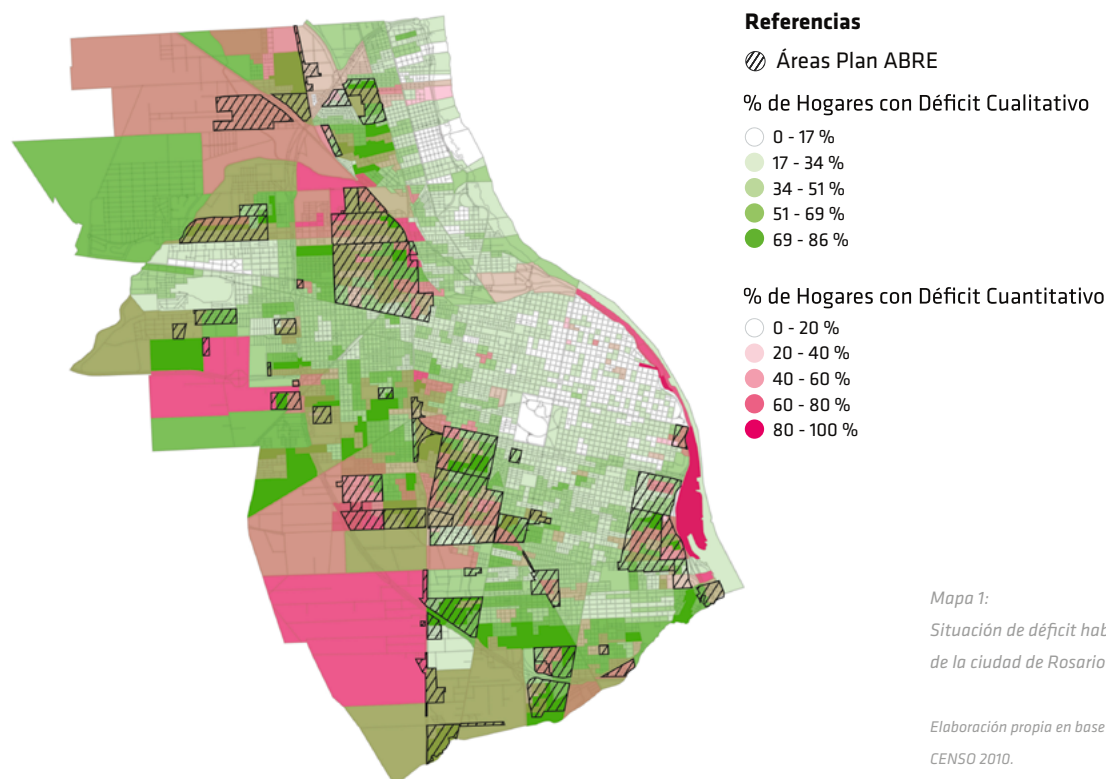 Referencias
Áreas Plan ABRE
% de Hogares con Déficit Cualitativo
0 - 17 %
17 - 34 %
34 - 51 %
51 - 69 %
69 - 86 %
% de Hogares con Déficit Cuantitativo
0 - 20 %
20 - 40 %
40 - 60 %
60 - 80 %
80 - 100 %
Mapa 1:
Situación de déficit
de la ciudad de Rosario
Elaboración propia en base
CENSO 2010.